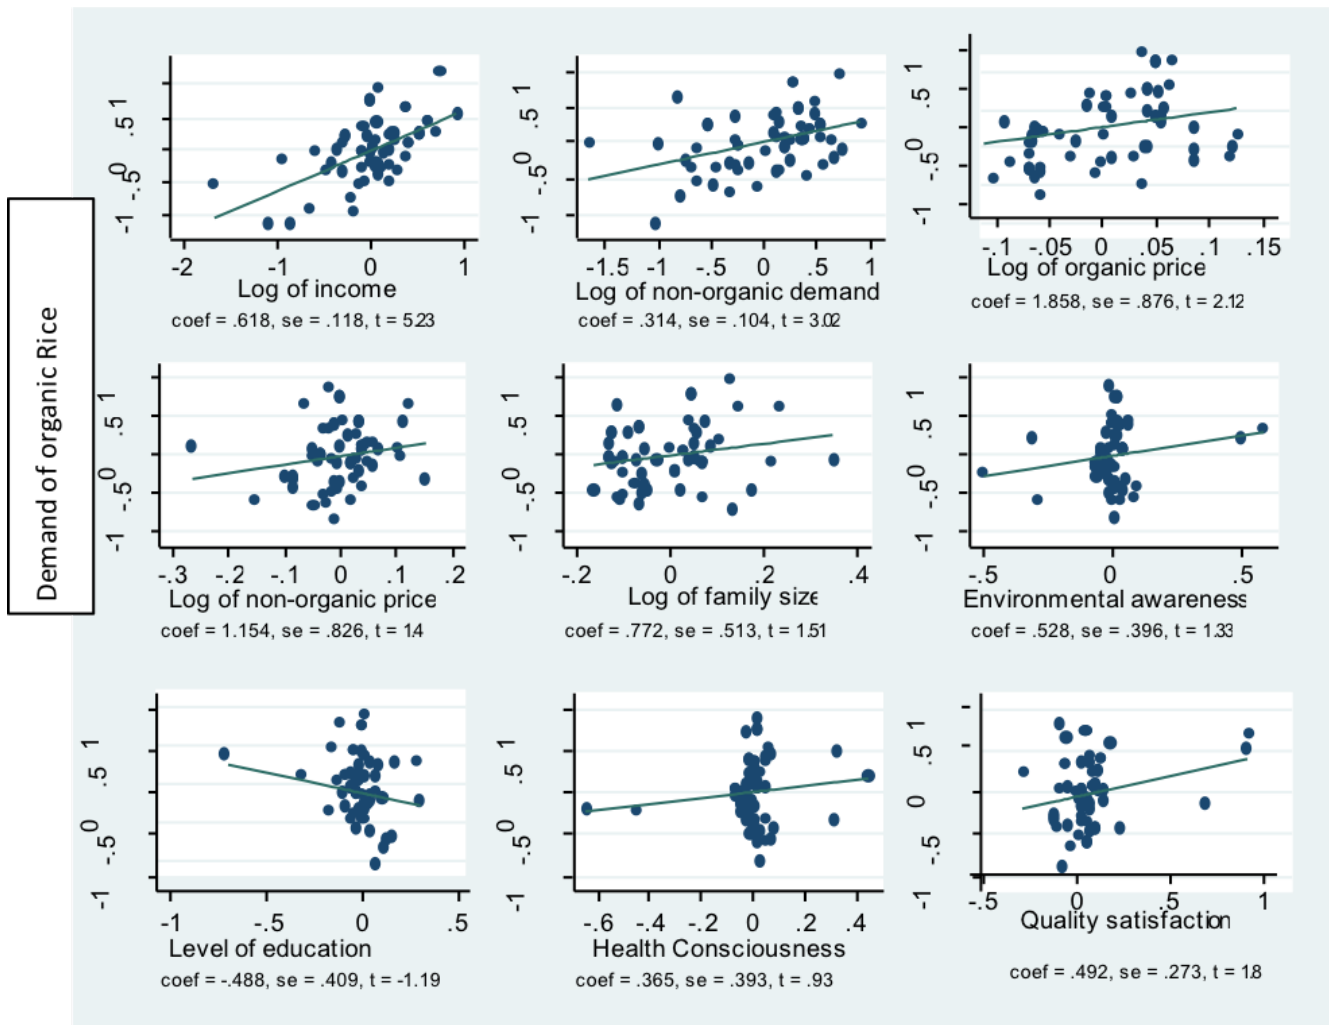 Demand of organic Rice
-1 -.5 0 .5 1
-2 -1 0 1
Log of income
coef = .618, se = .118, t = 5.23
-1 -.5 0 .5 1
-1.5 -1 -.5 0 .5 1
Log of non-organic demand
coef = .314, se = .104, t = 3.02
-1 -.5 0 .5 1
-.1 -.05 0 .05 .1 .15
Log of organic price
coef = 1.858, se = .876, t = 2.12
-1 -.5 0 .5 1
-.3 -.2 -.1 0 .1 .2
Log of non-organic price
coef = 1.154, se = .826, t = 1.4
-1 -.5 0 .5 1
-.2 0 .2 .4
Log of family size
coef = .772, se = .513, t = 1.51
-1 -.5 0 .5 1
-.5 0 .5
Environmental awareness
coef = .528, se = .396, t = 1.33
-1 -.5 0 .5 1
-1 -.5 0 .5
Level of education
coef = -.488, se = .409, t = -1.19
-1 -.5 0 .5 1
-.6 -.4 -.2 0 .2 .4
Health Consciousness
coef = .365, se = .393, t = .93
-1 -.5 0 .5 1
-.5 0 .5 1
Quality satisfaction
coef = .492, se = .273, t = 1.8